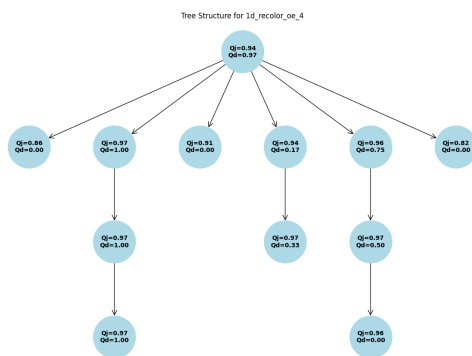 Tree Structure for 1d_recolor_oe_4
Qj=0.94
Qd=0.97
Qj=0.86
Qd=0.00
Qj=0.97
Qd=1.00
Qj=0.91
Qd=0.00
Qj=0.94
Qd=0.17
Qj=0.96
Qd=0.75
Qj=0.82
Qd=0.00
Qj=0.97
Qd=1.00
Qj=0.97
Qd=0.33
Qj=0.97
Qd=0.50
Qj=0.97
Qd=1.00
Qj=0.96
Qd=0.00